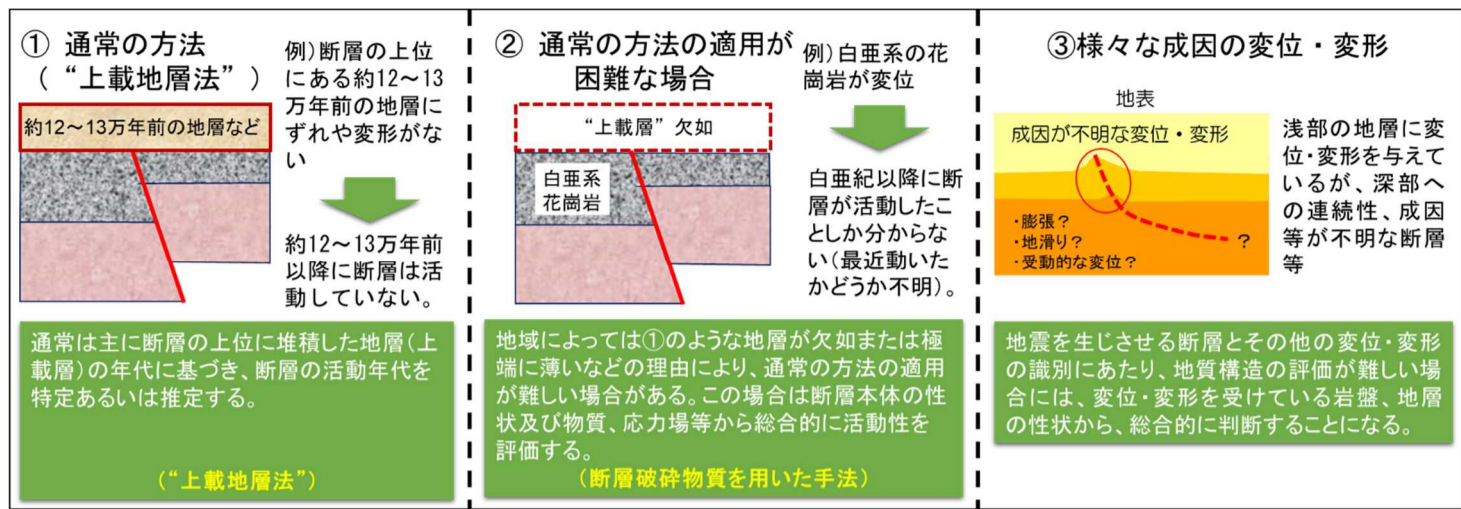 ① 通常の方法
（ “上載地層法” ）
例）断層の上位
にある約12～13
万年前の地層に
ずれや変形がな
い
約12～13万年前の地層など
約12～13万年前
以降に断層は活
動していない。
通常は主に断層の上位に堆積した地層（上
載層）の年代に基づき、断層の活動年代を
特定あるいは推定する。
（“上載地層法”）
② 通常の方法の適用が
困難な場合
例）白亜系の花
崗岩が変位
“上載層” 欠如
白亜系
花崗岩
白亜紀以降に断
層が活動したこ
としか分からな
い（最近動いた
かどうか不明）。
地域によっては①のような地層が欠如または極
端に薄いなどの理由により、通常の方法の適用
が難しい場合がある。この場合は断層本体の性
状及び物質、応力場等から総合的に活動性を
評価する。
（断層破砕物質を用いた手法）
③様々な成因の変位・変形
地表
成因が不明な変位・変形
・膨張？
・地滑り？
・受動的な変位？
？
浅部の地層に変
位・変形を与えて
いるが、深部へ
の連続性、成因
等が不明な断層
等
地震を生じさせる断層とその他の変位・変形
の識別にあたり、地質構造の評価が難しい場
合には、変位・変形を受けている岩盤、地層
の性状から、総合的に判断することになる。